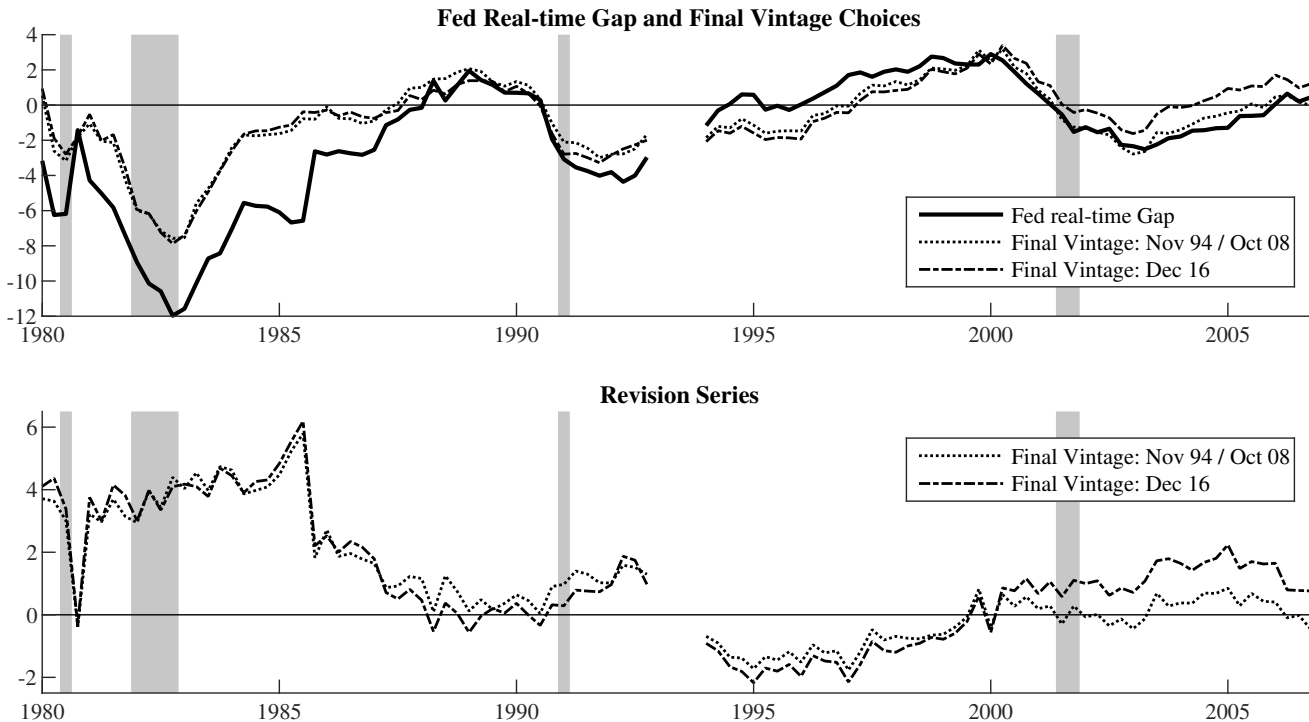 Fed Real-time Gap and Final Vintage Choices
4
2
0
-2
-4
-6
-8
-10
-12
Fed real-time Gap
Final Vintage: Nov 94 / Oct 08
Final Vintage: Dec 16
1980 1985 1990 1995 2000 2005
Revision Series
6
4
2
0
-2
Final Vintage: Nov 94 / Oct 08
Final Vintage: Dec 16
1980 1985 1990 1995 2000 2005